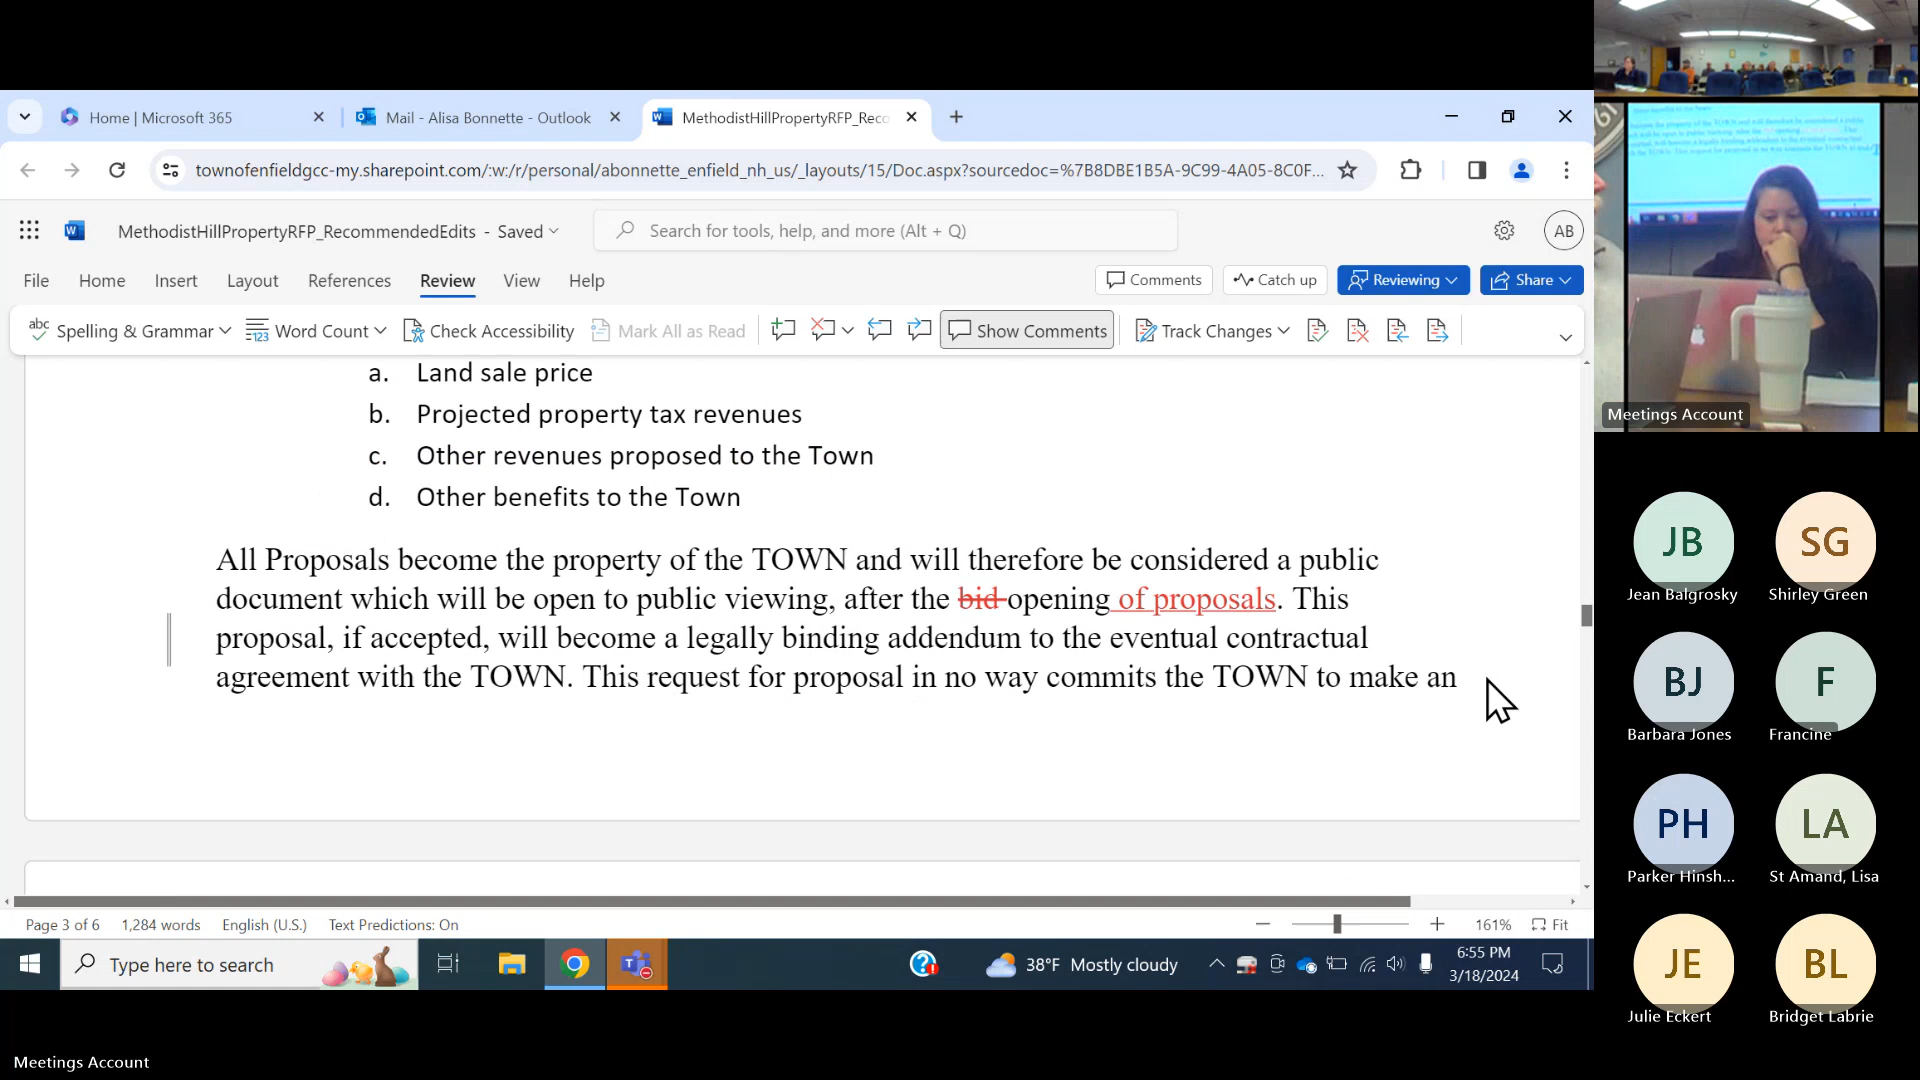 Home | Microsoft 365
Mail - Alisa Bonnette - Outlook
MethodistHillPropertyRFP_Reco
townofenfieldgcc-my.sharepoint.com/:w:/r/personal/abonnette_enfield_nh_us/_layouts/15/Doc.aspx?sourcedoc=%7B8DBE1B5A-9C99-4A05-8C0F...
MethodistHillPropertyRFP_RecommendedEdits - Saved
Search for tools, help, and more (Alt + Q)
AB
File Home Insert Layout References Review View Help
Comments Catch up Reviewing Share
Spelling & Grammar Word Count Check Accessibility Mark All as Read Show Comments Track Changes
a. Land sale price
b. Projected property tax revenues
c. Other revenues proposed to the Town
d. Other benefits to the Town
All Proposals become the property of the TOWN and will therefore be considered a public
document which will be open to public viewing, after the bid opening of proposals. This
proposal, if accepted, will become a legally binding addendum to the eventual contractual
agreement with the TOWN. This request for proposal in no way commits the TOWN to make an
Page 3 of 6 1,284 words English (U.S.) Text Predictions: On
161% Fit
Type here to search
38°F Mostly cloudy
6:55 PM
3/18/2024
Meetings Account
Meetings Account
JB SG
Jean Balgrosky Shirley Green
BJ F
Barbara Jones Francine
PH LA
Parker Hinsh... St Amand, Lisa
JE BL
Julie Eckert Bridget Labrie